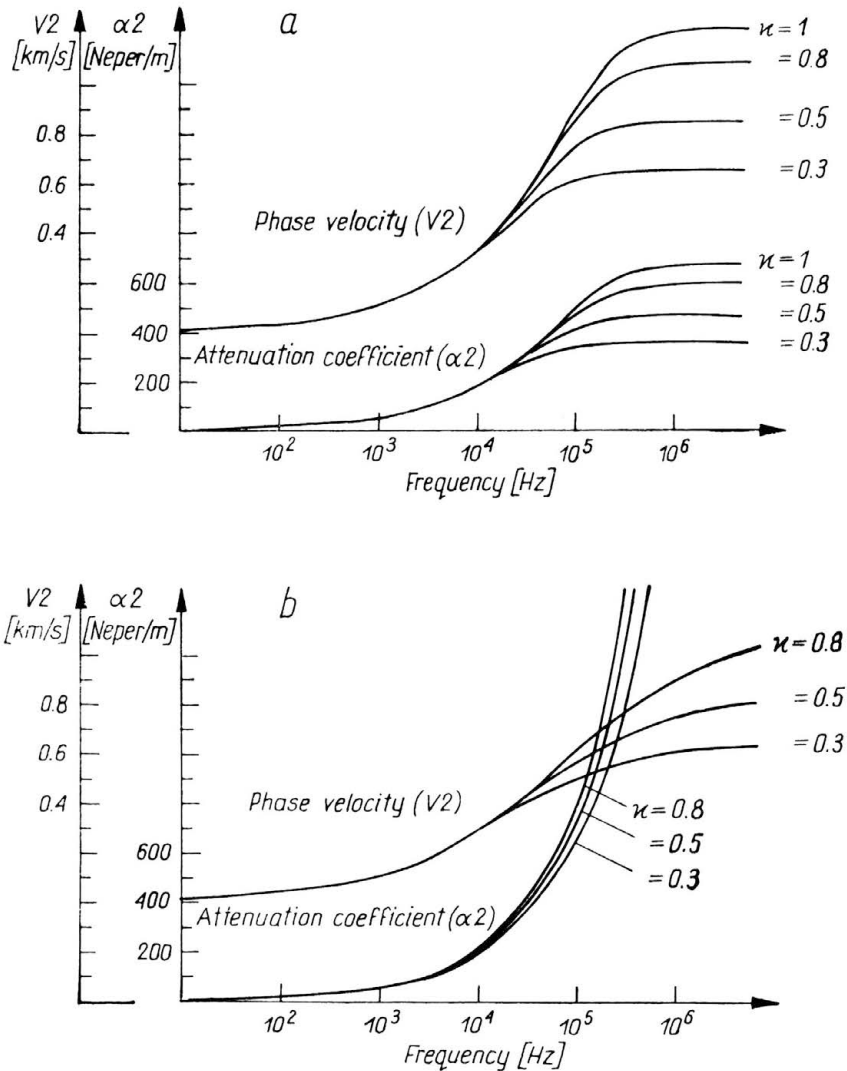 V2 α2 a
[km/s] [Neper/m]
ϰ=1
=0.8
0.8
=0.5
0.6
=0.3
0.4
Phase velocity (V2)
ϰ=1
600
=0.8
=0.5
400
Attenuation coefficient (α2)
=0.3
200
10² 10³ 10⁴ 10⁵ 10⁶
Frequency [Hz]
V2 α2 b
[km/s] [Neper/m]
ϰ=0.8
0.8
=0.5
0.6
=0.3
0.4
Phase velocity (V2)
ϰ=0.8
600
=0.5
=0.3
400
Attenuation coefficient (α2)
200
10² 10³ 10⁴ 10⁵ 10⁶
Frequency [Hz]